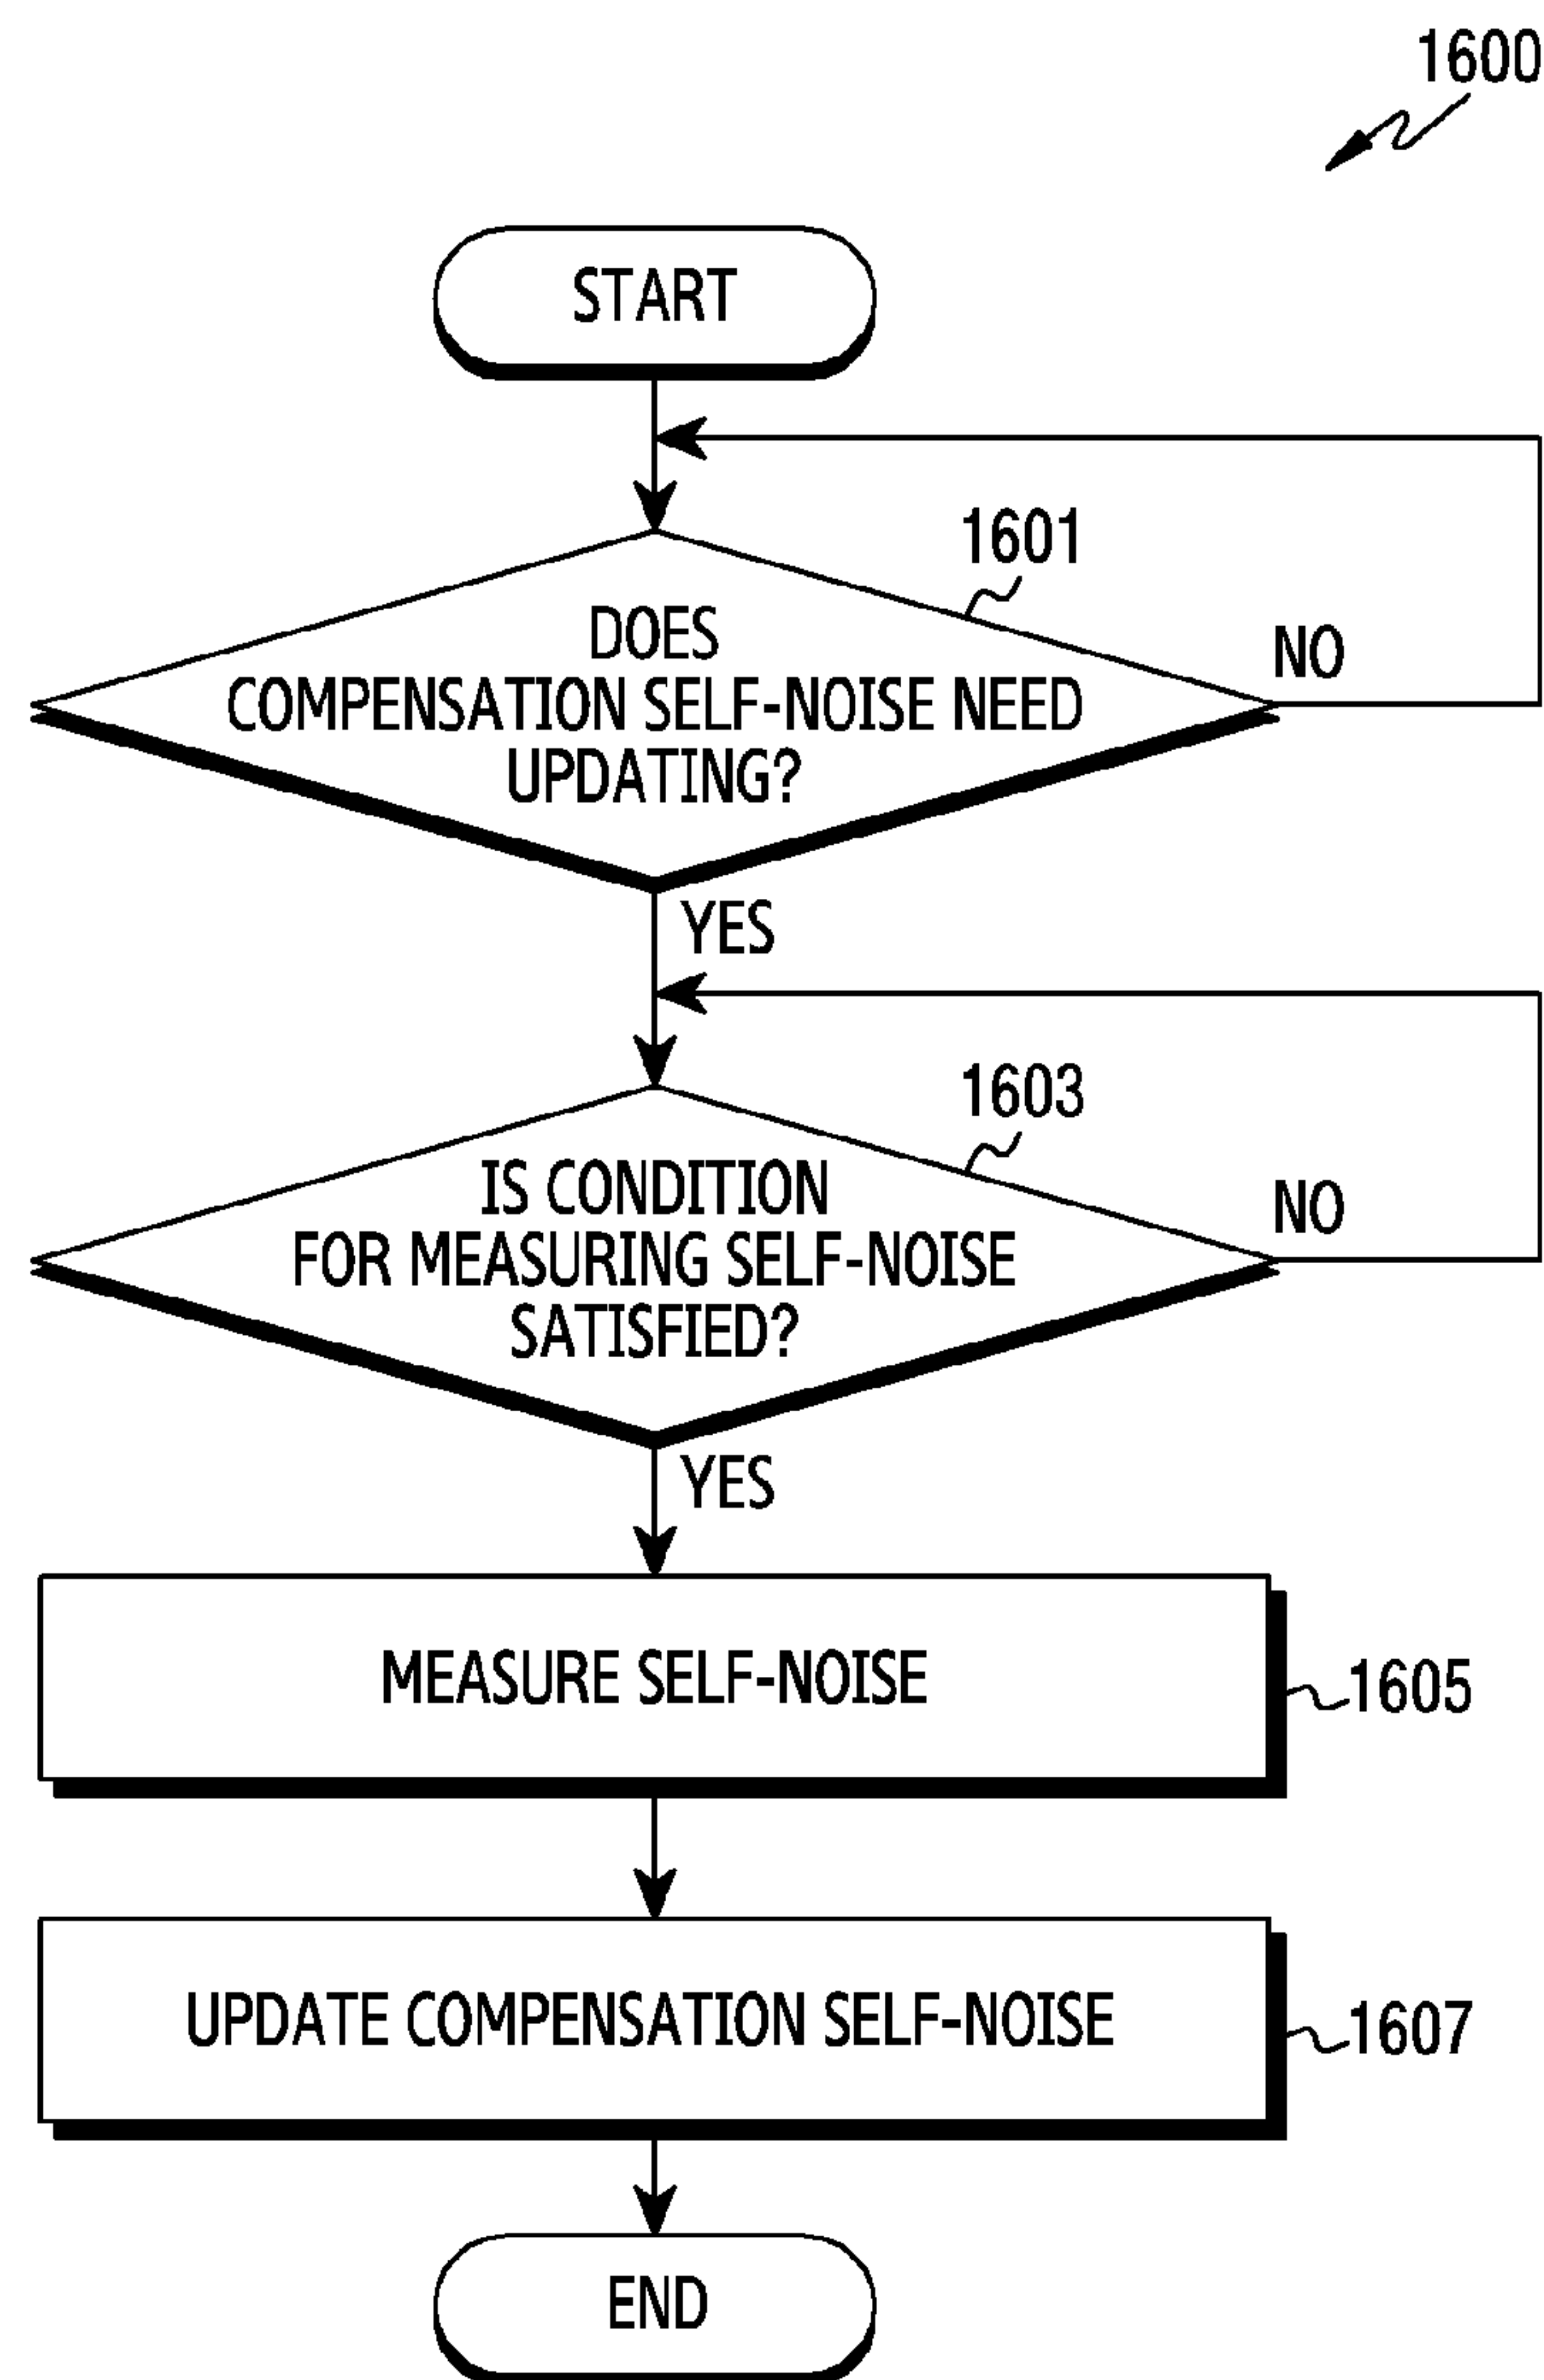 1600
START
1601
DOES
COMPENSATION SELF-NOISE NEED
UPDATING?
NO
YES
1603
IS CONDITION
FOR MEASURING SELF-NOISE
SATISFIED?
NO
YES
MEASURE SELF-NOISE
1605
UPDATE COMPENSATION SELF-NOISE
1607
END